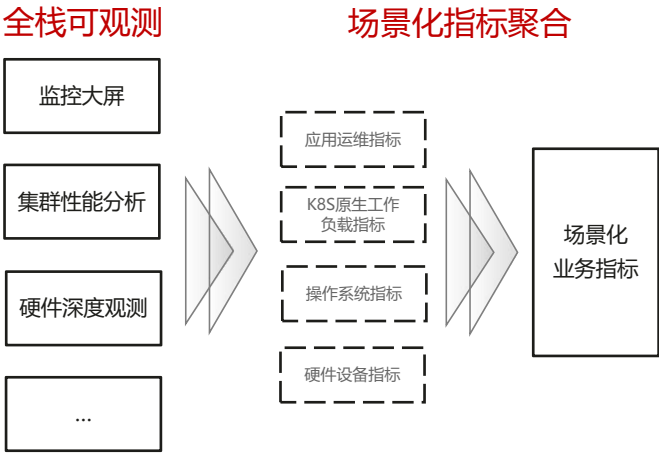 全栈可观测
场景化指标聚合
监控大屏
集群性能分析
硬件深度观测
...
应用运维指标
K8S原生工作
负载指标
操作系统指标
硬件设备指标
场景化
业务指标